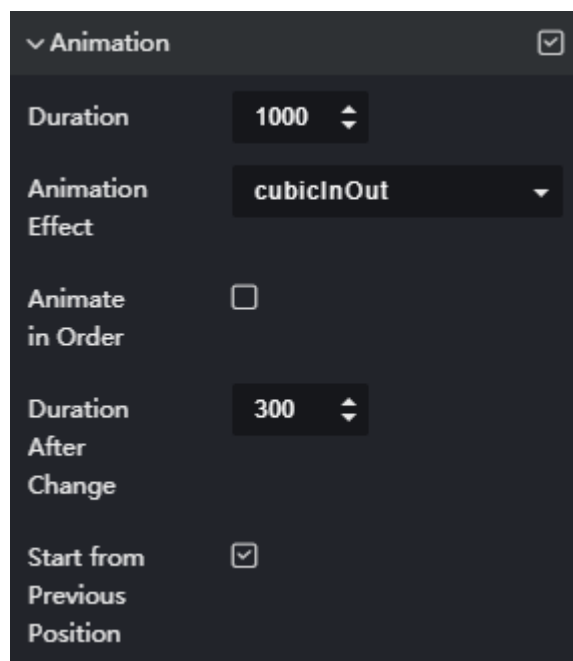 Animation
Duration 1000
Animation cubicInOut
Effect
Animate
in Order
Duration 300
After
Change
Start from
Previous
Position